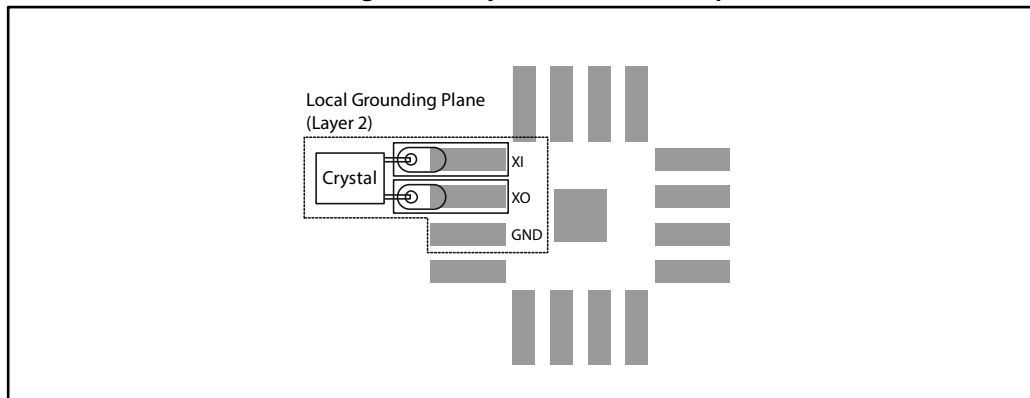 Local Grounding Plane
(Layer 2)
XI
Crystal
XO
GND